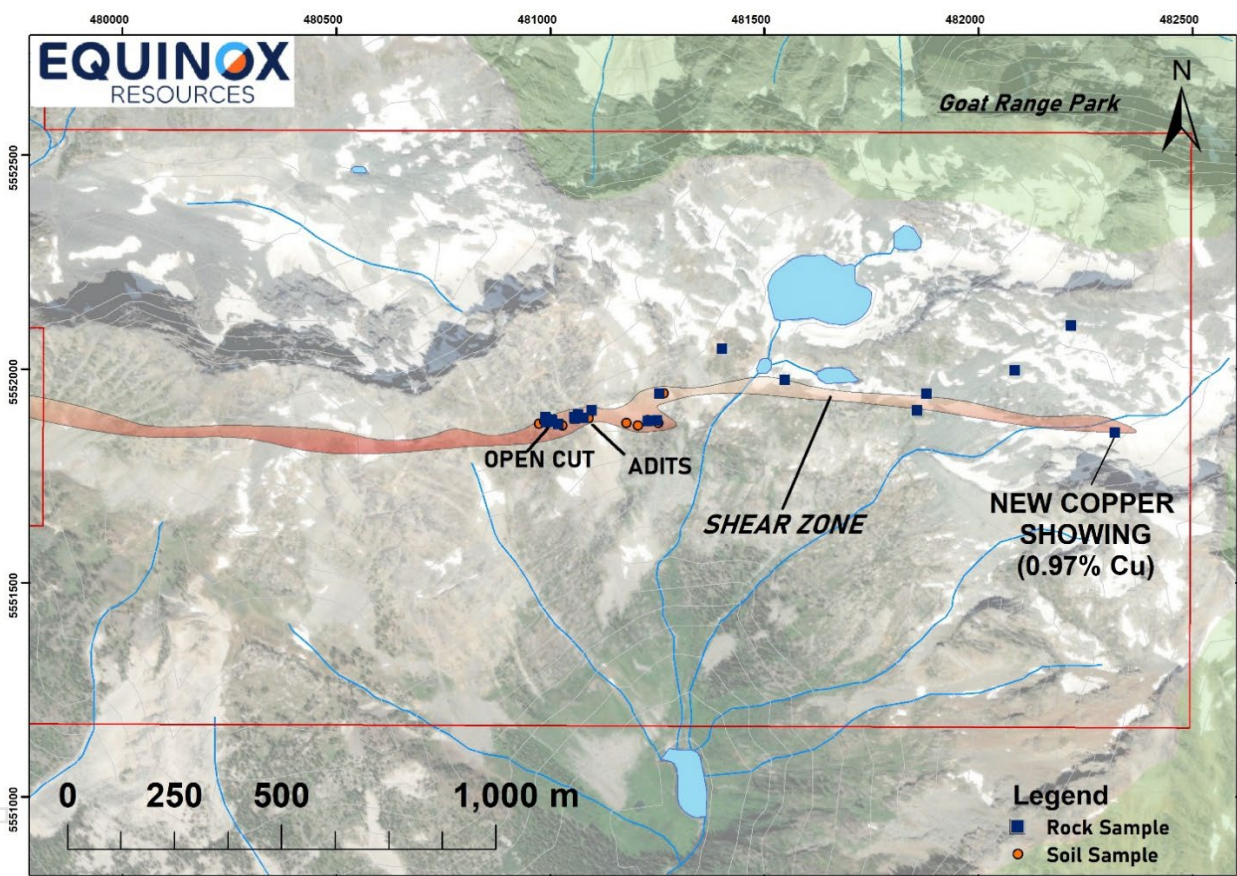 480000 480500 481000 481500 482000 482500
EQUINOX
RESOURCES
N
Goat Range Park
5552500
5552000
5551500
5551000
OPEN CUT
ADITS
SHEAR ZONE
NEW COPPER
SHOWING
(0.97% Cu)
0 250 500 1,000 m
Legend
Rock Sample
Soil Sample